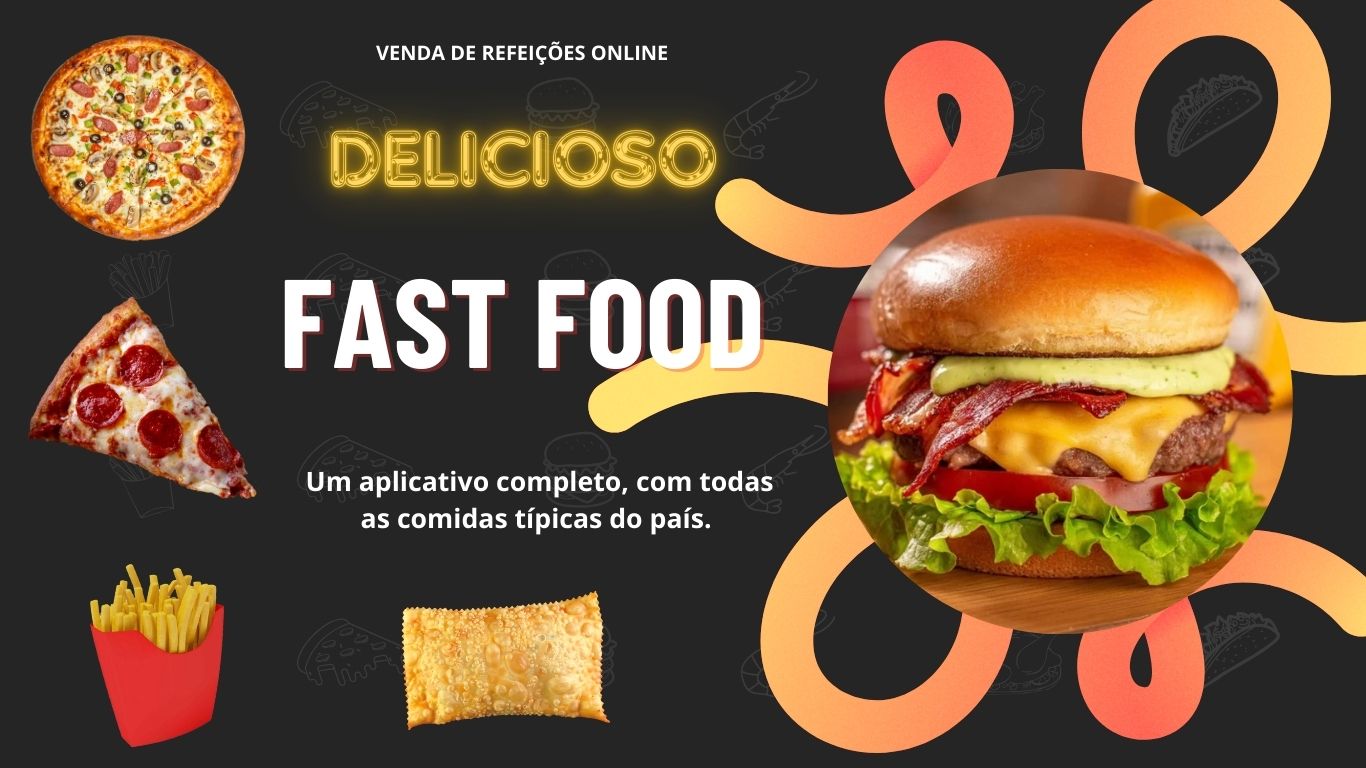 VENDA DE REFEIÇÕES ONLINE
DELICIOSO
FAST FOOD
Um aplicativo completo, com todas
as comidas típicas do país.